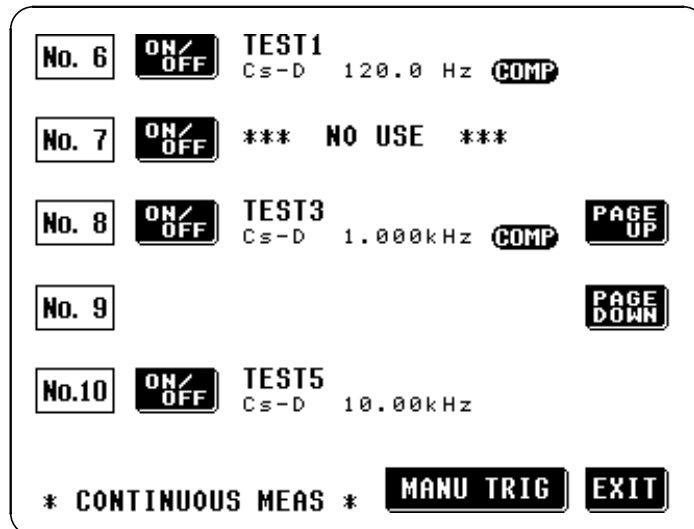 No. 6 ON/OFF TEST1
Cs-D 120.0 Hz COMP
No. 7 ON/OFF *** NO USE ***
No. 8 ON/OFF TEST3 PAGE UP
Cs-D 1.000kHz COMP
No. 9 PAGE DOWN
No.10 ON/OFF TEST5
Cs-D 10.00kHz
* CONTINUOUS MEAS * MANU TRIG EXIT